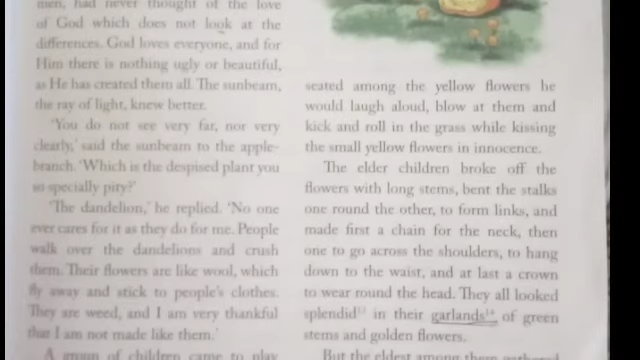 men, had never thought of the love
of God which does not look at the
differences. God loves everyone, and for
Him there is nothing ugly or beautiful,
as He has created them all. The sunbeam,
the ray of light, knew better.
'You do not see very far, nor very
clearly,' said the sunbeam to the apple-
branch. 'Which is the despised plant you
so specially pity?'
'The dandelion,' he replied. 'No one
ever cares for it as they do for me. People
walk over the dandelions and crush
them. Their flowers are like wool, which
fly away and stick to people's clothes.
They are weed, and I am very thankful
that I am not made like them.'
A group of children came to play
seated among the yellow flowers he
would laugh aloud, blow at them and
kick and roll in the grass while kissing
the small yellow flowers in innocence.
The elder children broke off the
flowers with long stems, bent the stalks
one round the other, to form links, and
made first a chain for the neck, then
one to go across the shoulders, to hang
down to the waist, and at last a crown
to wear round the head. They all looked
splendid¹³ in their garlands¹⁴ of green
stems and golden flowers.
But the eldest among them gathered